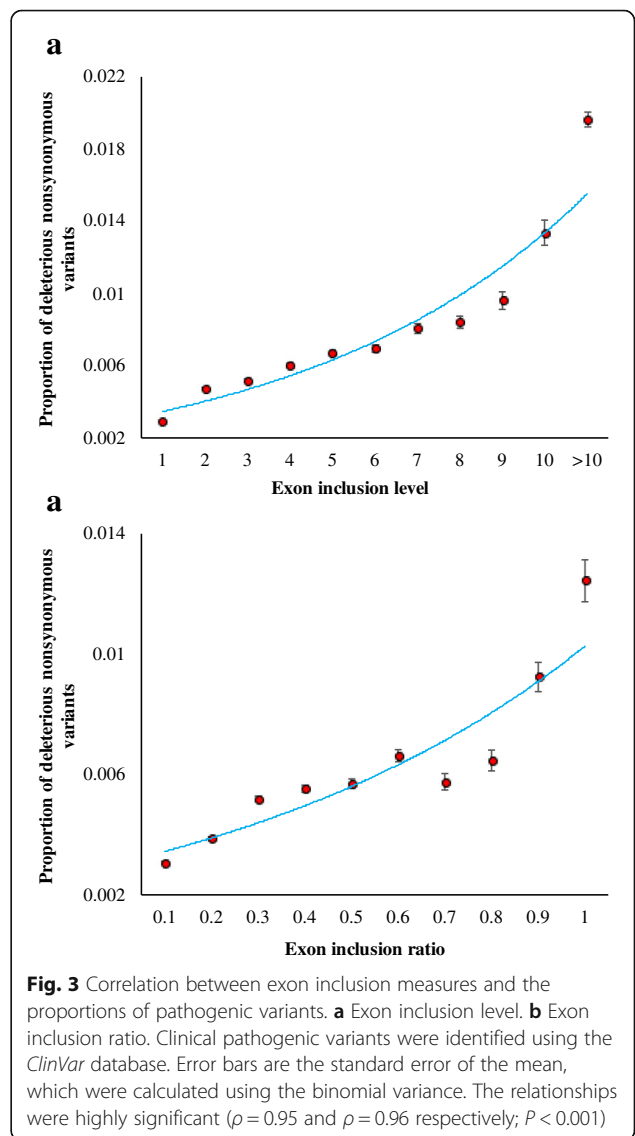 a
Proportion of deleterious nonsynonymous
variants
0.022
0.018
0.014
0.01
0.006
0.002
1 2 3 4 5 6 7 8 9 10 >10
Exon inclusion level
a
Proportion of deleterious nonsynonymous
variants
0.014
0.01
0.006
0.002
0.1 0.2 0.3 0.4 0.5 0.6 0.7 0.8 0.9 1
Exon inclusion ratio
Fig. 3 Correlation between exon inclusion measures and the
proportions of pathogenic variants. a Exon inclusion level. b Exon
inclusion ratio. Clinical pathogenic variants were identified using the
ClinVar database. Error bars are the standard error of the mean,
which were calculated using the binomial variance. The relationships
were highly significant (ρ = 0.95 and ρ = 0.96 respectively; P < 0.001)